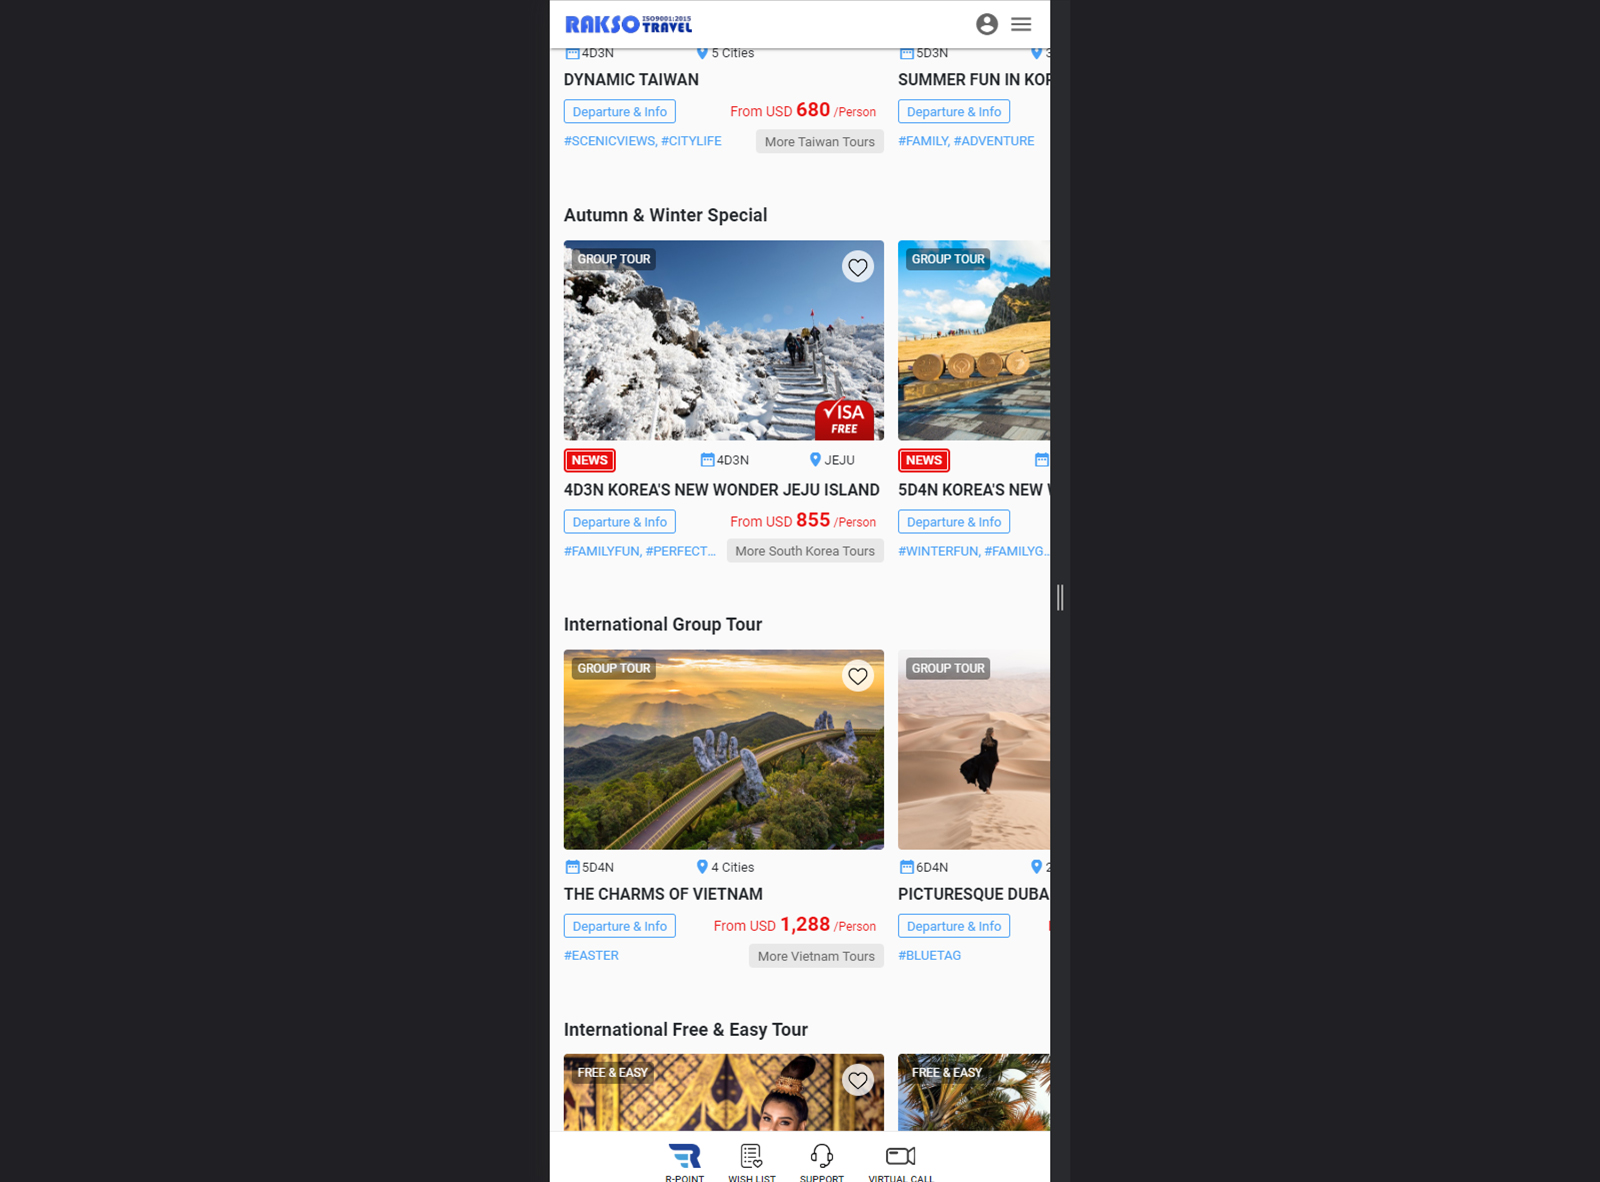 RAKSO ISO9001:2015 TRAVEL
4D3N 5 Cities 5D3N
DYNAMIC TAIWAN
SUMMER FUN IN KOR
Departure & Info From USD 680 /Person
Departure & Info
#SCENICVIEWS, #CITYLIFE More Taiwan Tours
#FAMILY, #ADVENTURE
Autumn & Winter Special
GROUP TOUR
GROUP TOUR
VISA
FREE
NEWS 4D3N JEJU
NEWS
4D3N KOREA'S NEW WONDER JEJU ISLAND
5D4N KOREA'S NEW
Departure & Info From USD 855 /Person
Departure & Info
#FAMILYFUN, #PERFECT... More South Korea Tours
#WINTERFUN, #FAMILYG...
International Group Tour
GROUP TOUR
GROUP TOUR
5D4N 4 Cities
6D4N 2
THE CHARMS OF VIETNAM
PICTURESQUE DUBA
Departure & Info From USD 1,288 /Person
Departure & Info
#EASTER More Vietnam Tours
#BLUETAG
International Free & Easy Tour
FREE & EASY
FREE & EASY
R-POINT WISH LIST SUPPORT VIRTUAL CALL